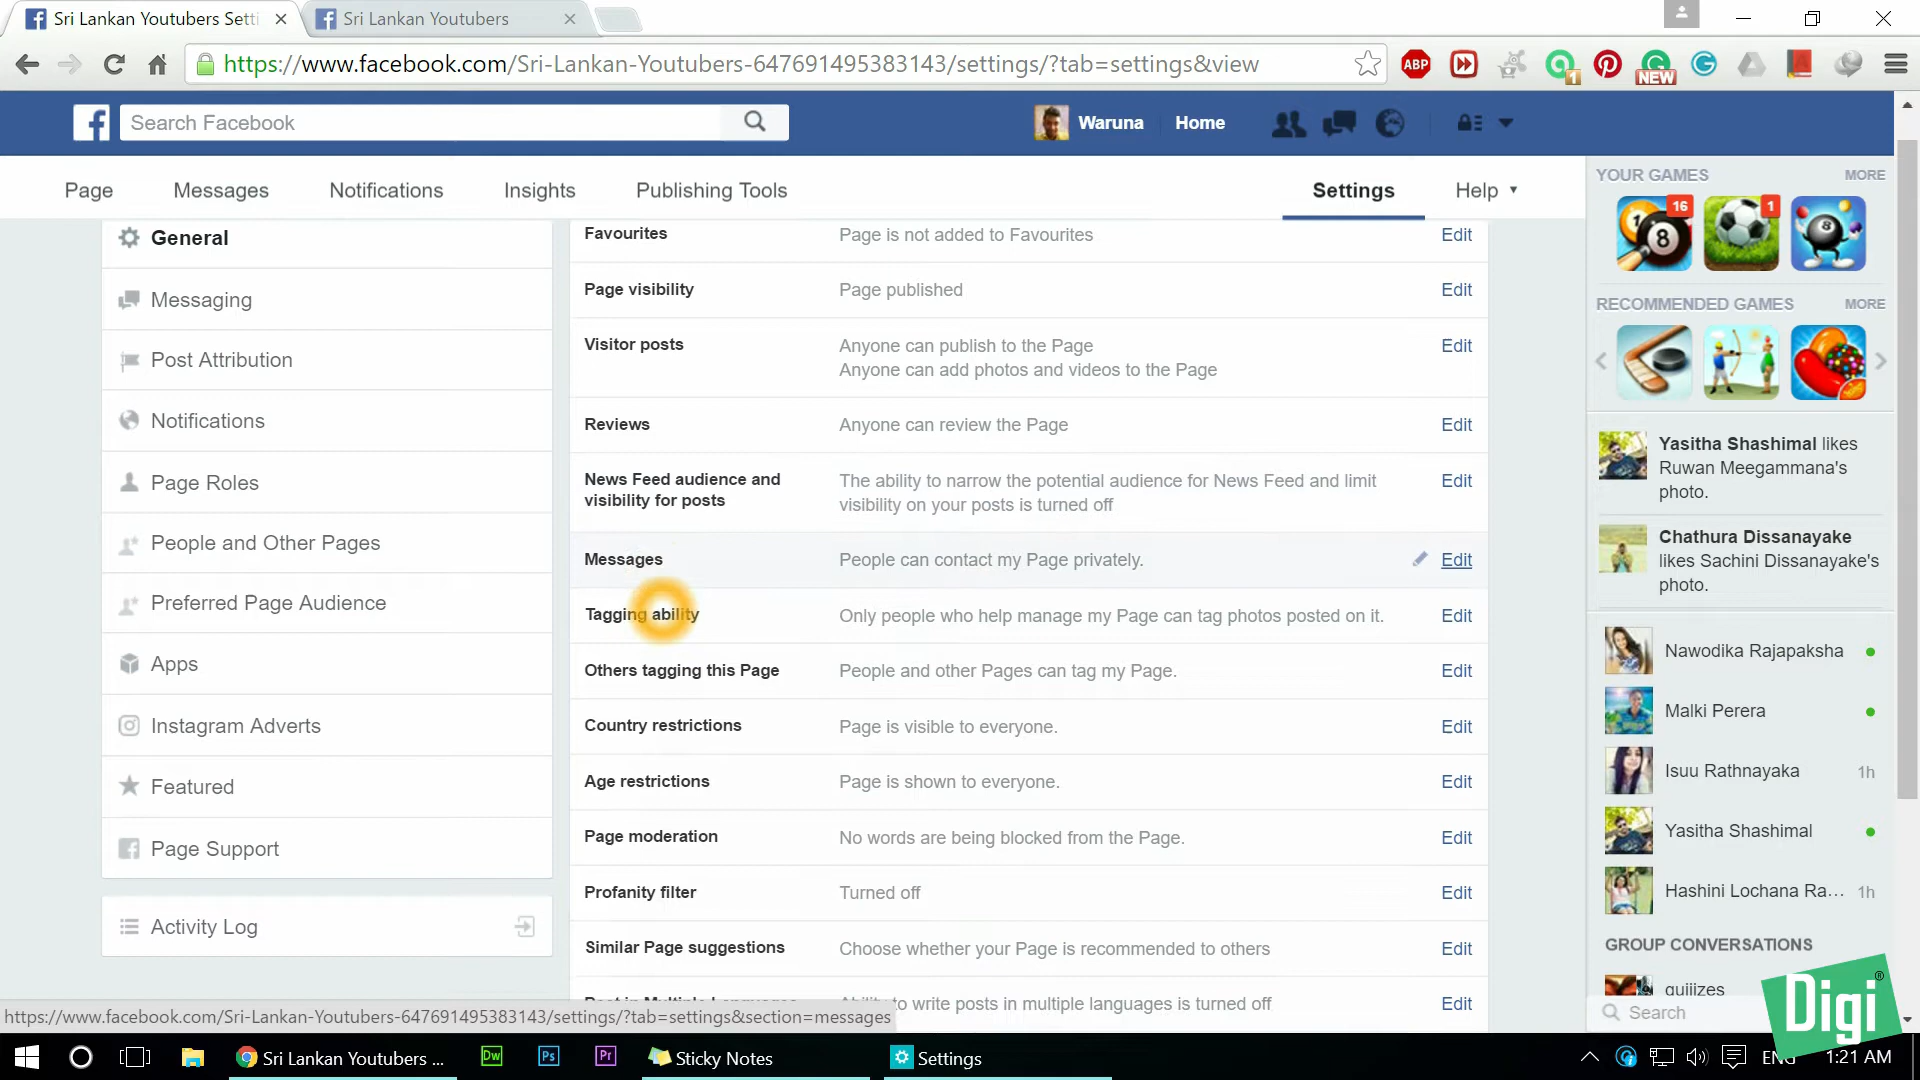 Sri Lankan Youtubers Setti
Sri Lankan Youtubers
https://www.facebook.com/Sri-Lankan-Youtubers-647691495383143/settings/?tab=settings&view
ABP
1
NEW
Search Facebook
Waruna
Home
Page
Messages
Notifications
Insights
Publishing Tools
Settings
Help
General
Messaging
Post Attribution
Notifications
Page Roles
People and Other Pages
Preferred Page Audience
Apps
Instagram Adverts
Featured
Page Support
Activity Log
Favourites
Page is not added to Favourites
Edit
Page visibility
Page published
Edit
Visitor posts
Anyone can publish to the Page
Anyone can add photos and videos to the Page
Edit
Reviews
Anyone can review the Page
Edit
News Feed audience and
visibility for posts
The ability to narrow the potential audience for News Feed and limit
visibility on your posts is turned off
Edit
Messages
People can contact my Page privately.
Edit
Tagging ability
Only people who help manage my Page can tag photos posted on it.
Edit
Others tagging this Page
People and other Pages can tag my Page.
Edit
Country restrictions
Page is visible to everyone.
Edit
Age restrictions
Page is shown to everyone.
Edit
Page moderation
No words are being blocked from the Page.
Edit
Profanity filter
Turned off
Edit
Similar Page suggestions
Choose whether your Page is recommended to others
Edit
Post in Multiple Languages
Ability to write posts in multiple languages is turned off
Edit
YOUR GAMES
MORE
16
1
8
RECOMMENDED GAMES
MORE
Yasitha Shashimal likes
Ruwan Meegammana's
photo.
Chathura Dissanayake
likes Sachini Dissanayake's
photo.
Nawodika Rajapaksha
Malki Perera
Isuu Rathnayaka
1h
Yasitha Shashimal
Hashini Lochana Ra...
1h
GROUP CONVERSATIONS
Search
Digi
https://www.facebook.com/Sri-Lankan-Youtubers-647691495383143/settings/?tab=settings&section=messages
Sri Lankan Youtubers ...
Dw
Ps
Pr
Sticky Notes
Settings
1:21 AM